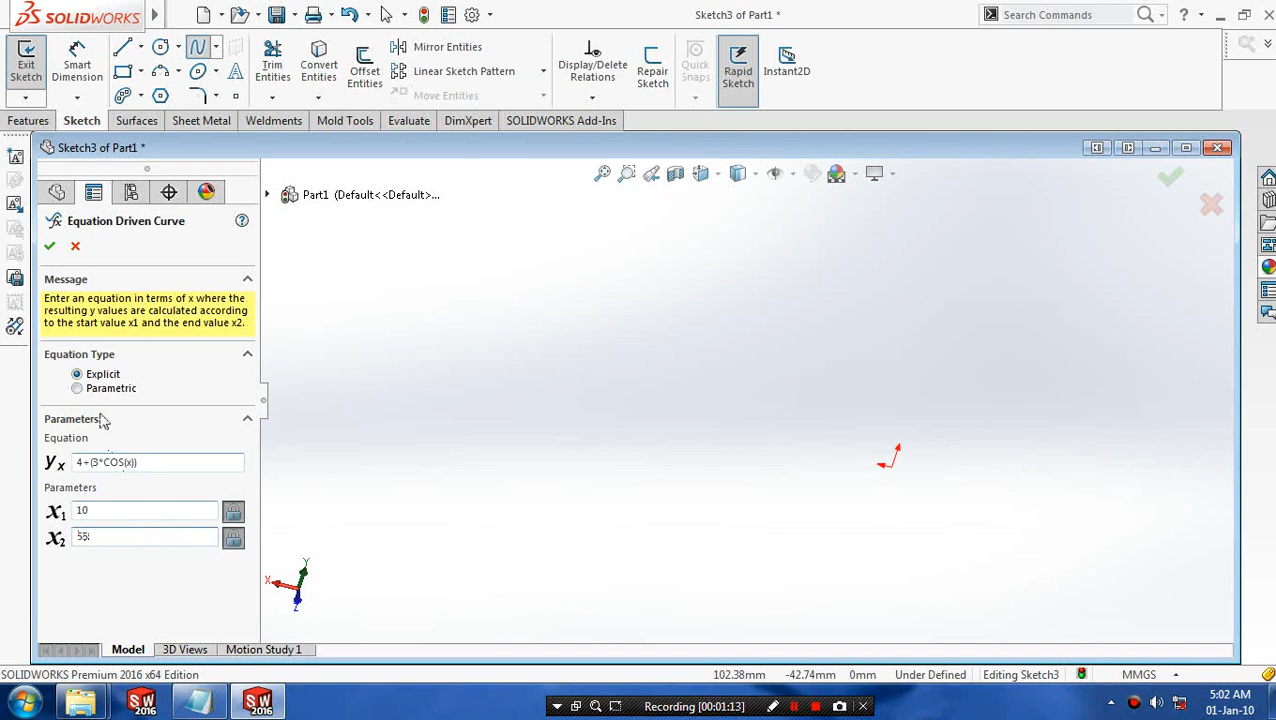 SOLIDWORKS
Sketch3 of Part1 *
Search Commands
Exit Sketch
Smart Dimension
Trim Entities
Convert Entities
Offset Entities
Mirror Entities
Linear Sketch Pattern
Move Entities
Display/Delete Relations
Repair Sketch
Quick Snaps
Rapid Sketch
Instant2D
Features
Sketch
Surfaces
Sheet Metal
Weldments
Mold Tools
Evaluate
DimXpert
SOLIDWORKS Add-Ins
Sketch3 of Part1 *
Part1 (Default<<Default>...
Equation Driven Curve
Message
Enter an equation in terms of x where the
resulting y values are calculated according
to the start value x1 and the end value x2.
Equation Type
Explicit
Parametric
Parameters
Equation
yx 4+(3*COS(x))
Parameters
x1 10
x2
X
Y
Z
Model
3D Views
Motion Study 1
SOLIDWORKS Premium 2016 x64 Edition
102.38mm
-42.74mm
0mm
Under Defined
Editing Sketch3
MMGS
SW 2016
SW 2016
Recording [00:01:13]
5:02 AM
01-Jan-10